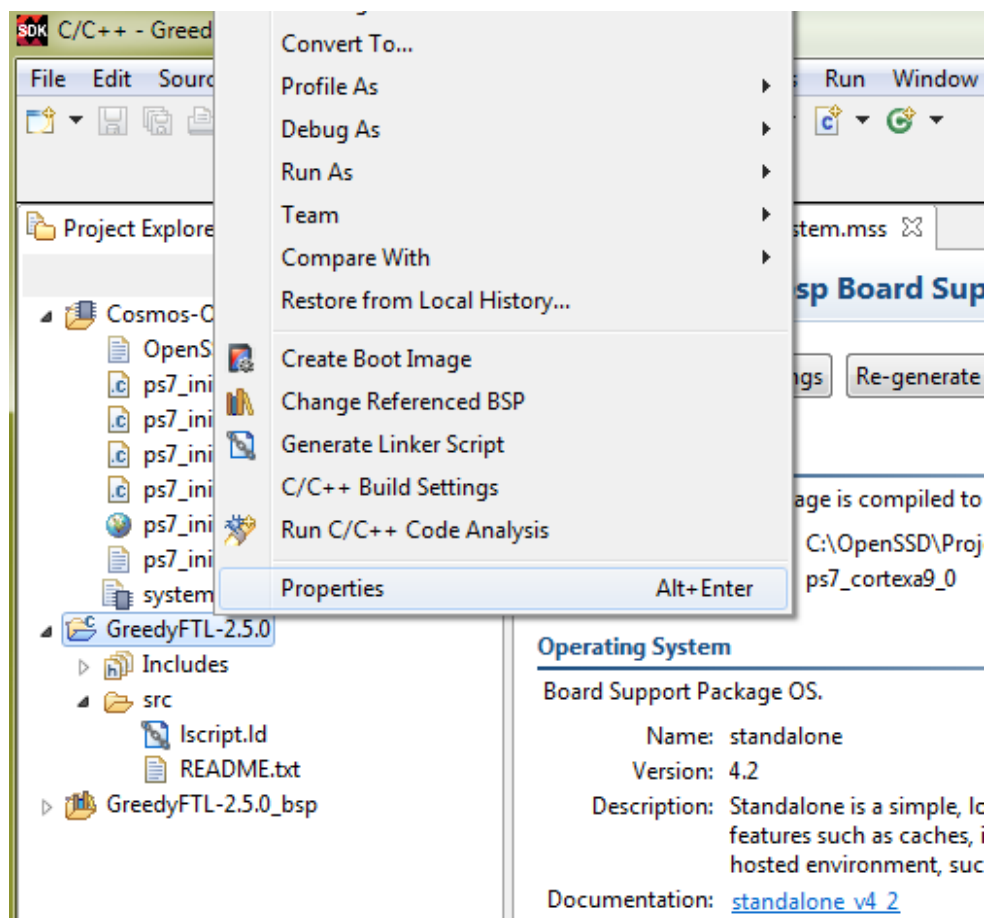 SDK C/C++ - Greed
File Edit Sourc
Run Window
Convert To...
Profile As
Debug As
Run As
Team
Compare With
Restore from Local History...
Create Boot Image
Change Referenced BSP
Generate Linker Script
C/C++ Build Settings
Run C/C++ Code Analysis
Properties Alt+Enter
Project Explore
Cosmos-O
OpenS
ps7_ini
ps7_ini
ps7_ini
ps7_ini
ps7_ini
ps7_ini
system
GreedyFTL-2.5.0
Includes
src
lscript.ld
README.txt
GreedyFTL-2.5.0_bsp
stem.mss
sp Board Sup
ngs Re-generate
age is compiled to
C:\OpenSSD\Proj
ps7_cortexa9_0
Operating System
Board Support Package OS.
Name: standalone
Version: 4.2
Description: Standalone is a simple, lo
features such as caches, i
hosted environment, suc
Documentation: standalone_v4_2